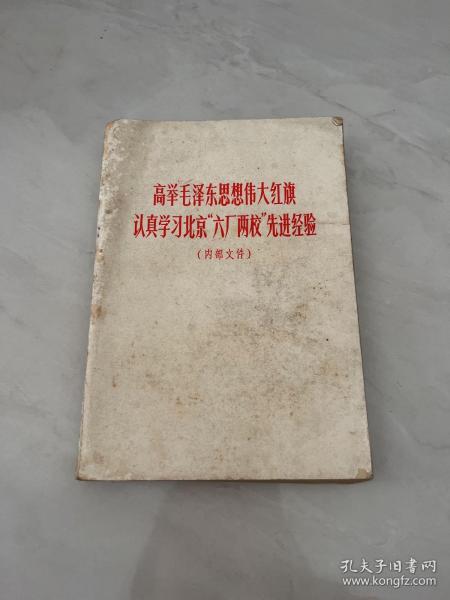 高举毛泽东思想伟大红旗
认真学习北京“六厂两校”先进经验
(内部文件)
孔夫子旧书网
www.kongfz.com